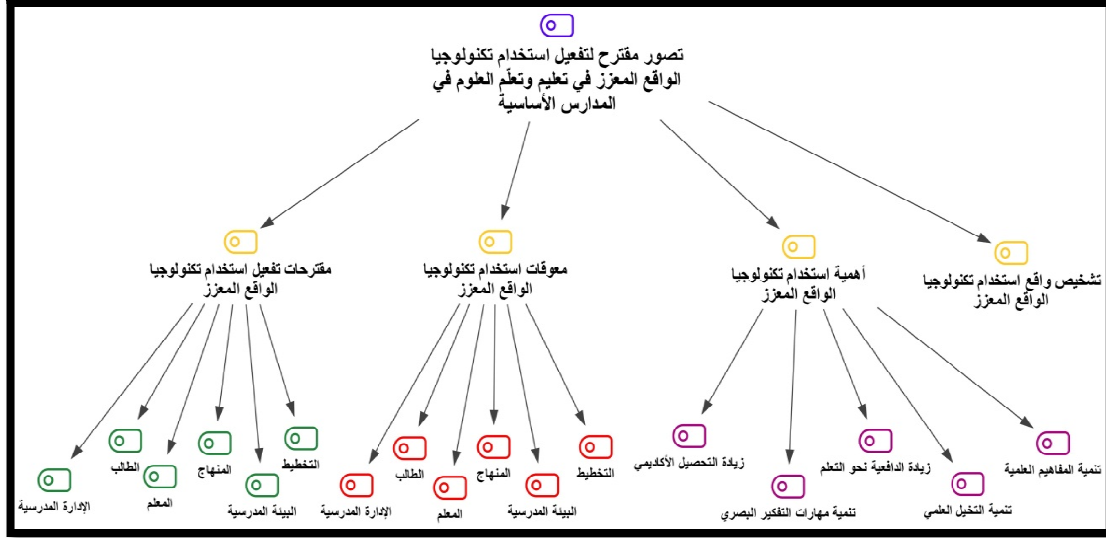 تصور مقترح لتفعيل استخدام تكنولوجيا
الواقع المعزز في تعليم وتعلّم العلوم في
المدارس الأساسية
تشخيص واقع استخدام تكنولوجيا
الواقع المعزز
أهمية استخدام تكنولوجيا
الواقع المعزز
معوقات استخدام تكنولوجيا
الواقع المعزز
مقترحات تفعيل استخدام تكنولوجيا
الواقع المعزز
تنمية المفاهيم العلمية
تنمية التخيل العلمي
زيادة الدافعية نحو التعلم
تنمية مهارات التفكير البصري
زيادة التحصيل الأكاديمي
التخطيط
البيئة المدرسية
المنهاج
المعلم
الطالب
الإدارة المدرسية
التخطيط
البيئة المدرسية
المنهاج
المعلم
الطالب
الإدارة المدرسية